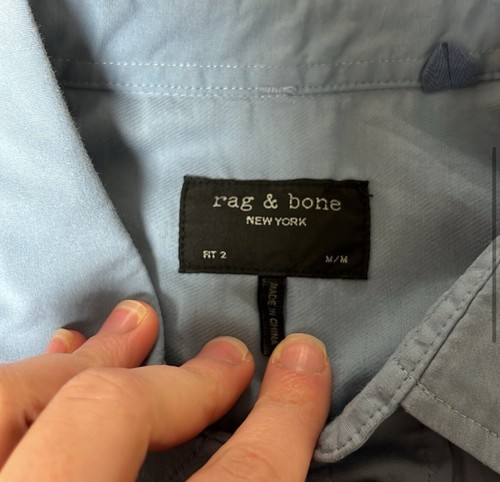 rag & bone
NEW YORK
FIT 2 M/M
MADE IN CHINA